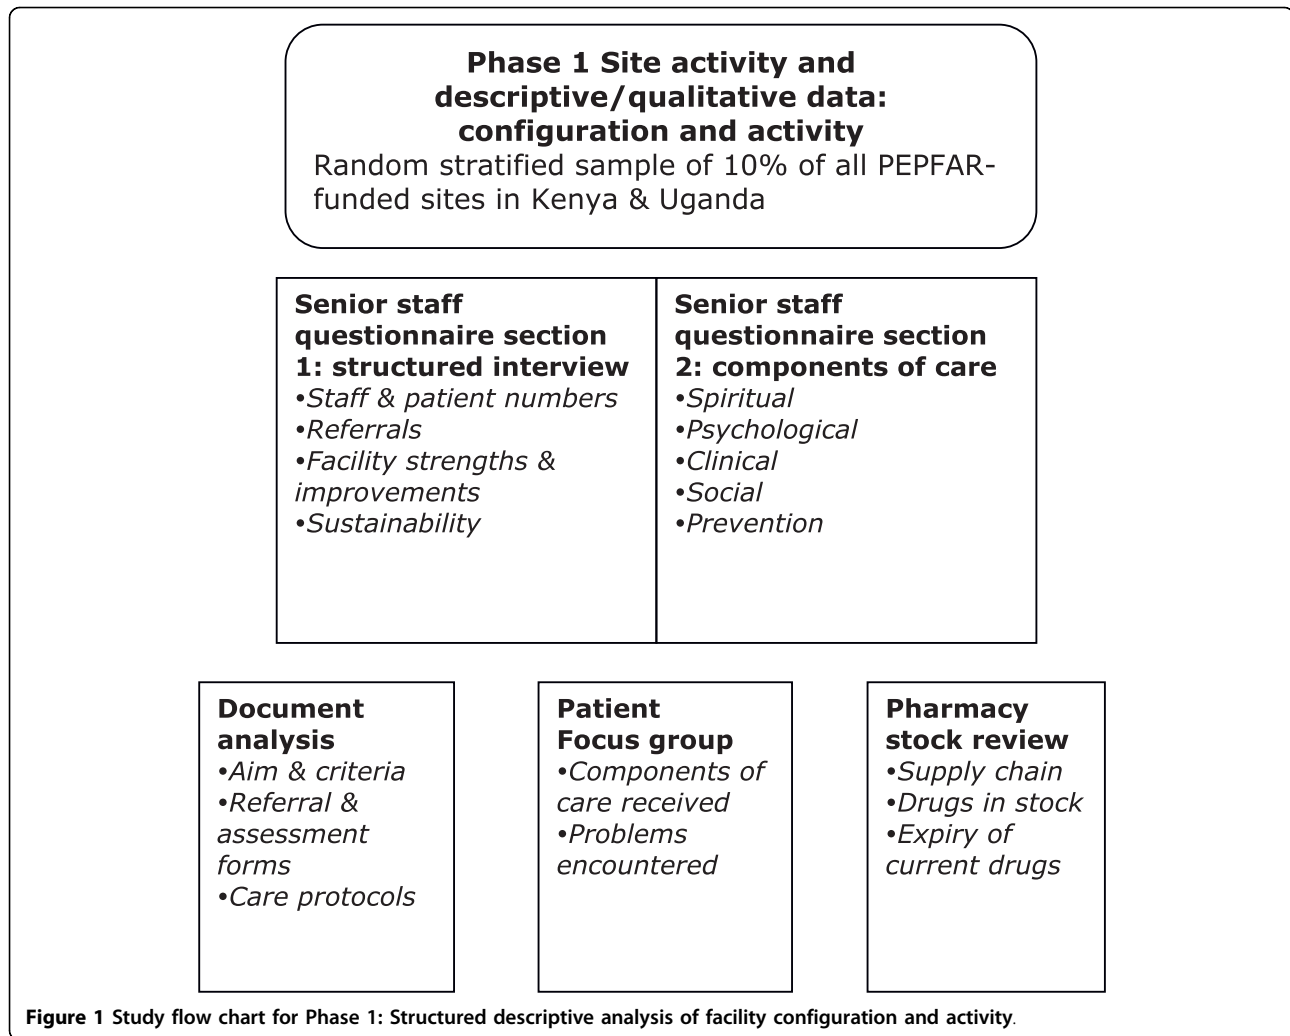 Phase 1 Site activity and
descriptive/qualitative data:
configuration and activity
Random stratified sample of 10% of all PEPFAR-
funded sites in Kenya & Uganda
Senior staff
questionnaire section
1: structured interview
•Staff & patient numbers
•Referrals
•Facility strengths &
improvements
•Sustainability
Senior staff
questionnaire section
2: components of care
•Spiritual
•Psychological
•Clinical
•Social
•Prevention
Document
analysis
•Aim & criteria
•Referral &
assessment
forms
•Care protocols
Patient
Focus group
•Components of
care received
•Problems
encountered
Pharmacy
stock review
•Supply chain
•Drugs in stock
•Expiry of
current drugs
Figure 1 Study flow chart for Phase 1: Structured descriptive analysis of facility configuration and activity.